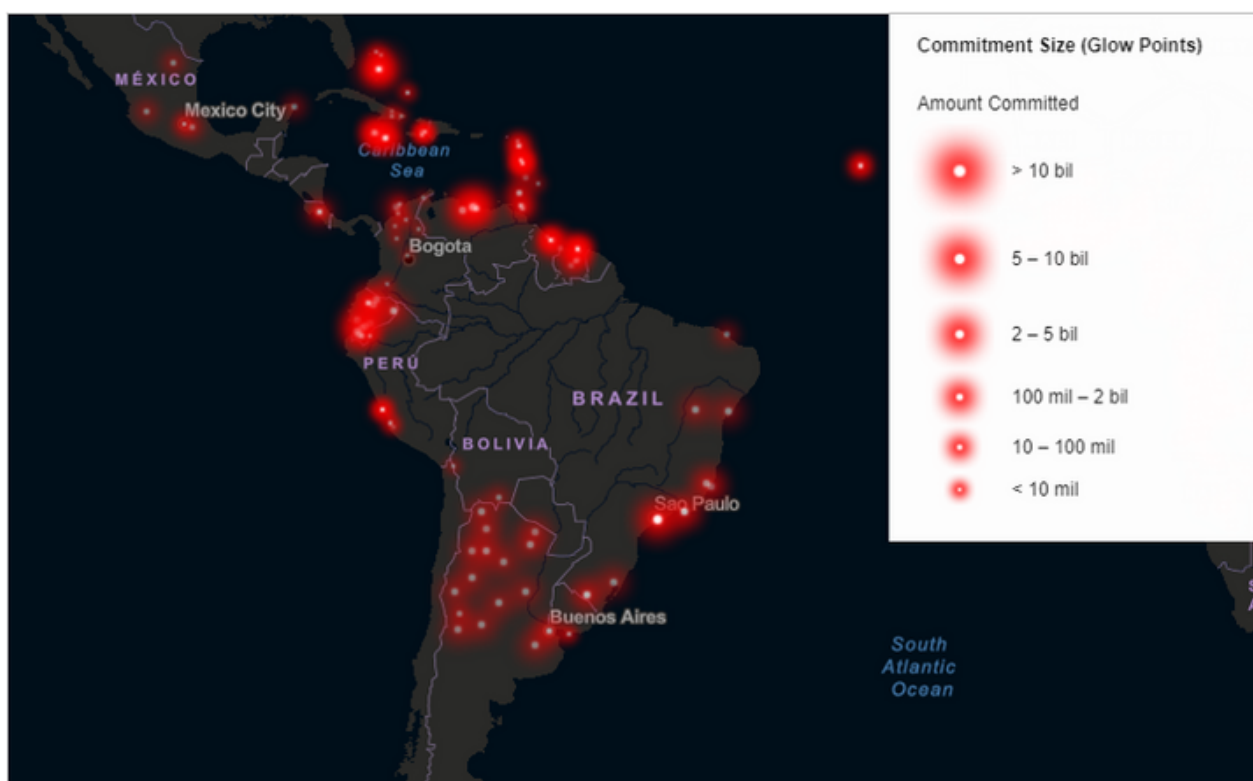 Commitment Size (Glow Points)
Amount Committed
> 10 bil
5 – 10 bil
2 – 5 bil
100 mil – 2 bil
10 – 100 mil
< 10 mil
MÉXICO
Mexico City
Caribbean
Sea
Bogota
PERÚ
BRAZIL
BOLIVIA
Sao Paulo
Buenos Aires
South
Atlantic
Ocean